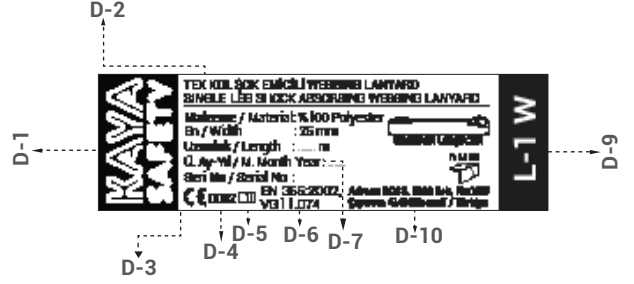 D-2
D-1
KAYA
SAFETY
TEK KOL ŞOK EMİCİLİ WEBBING LANYARD
SINGLE LEG SHOCK ABSORBING WEBBING LANYARD
Malzeme / Material: % 100 Polyester
En / Width : 25 mm
Uzunluk / Length : ..... m
Ü. Ay-Yıl / M. Month Year: .....
Seri No / Serial No :
CE 0082
EN 355:2002,
VG11.074
L-1 W
D-9
D-3
D-4
D-5
D-6
D-7
D-10